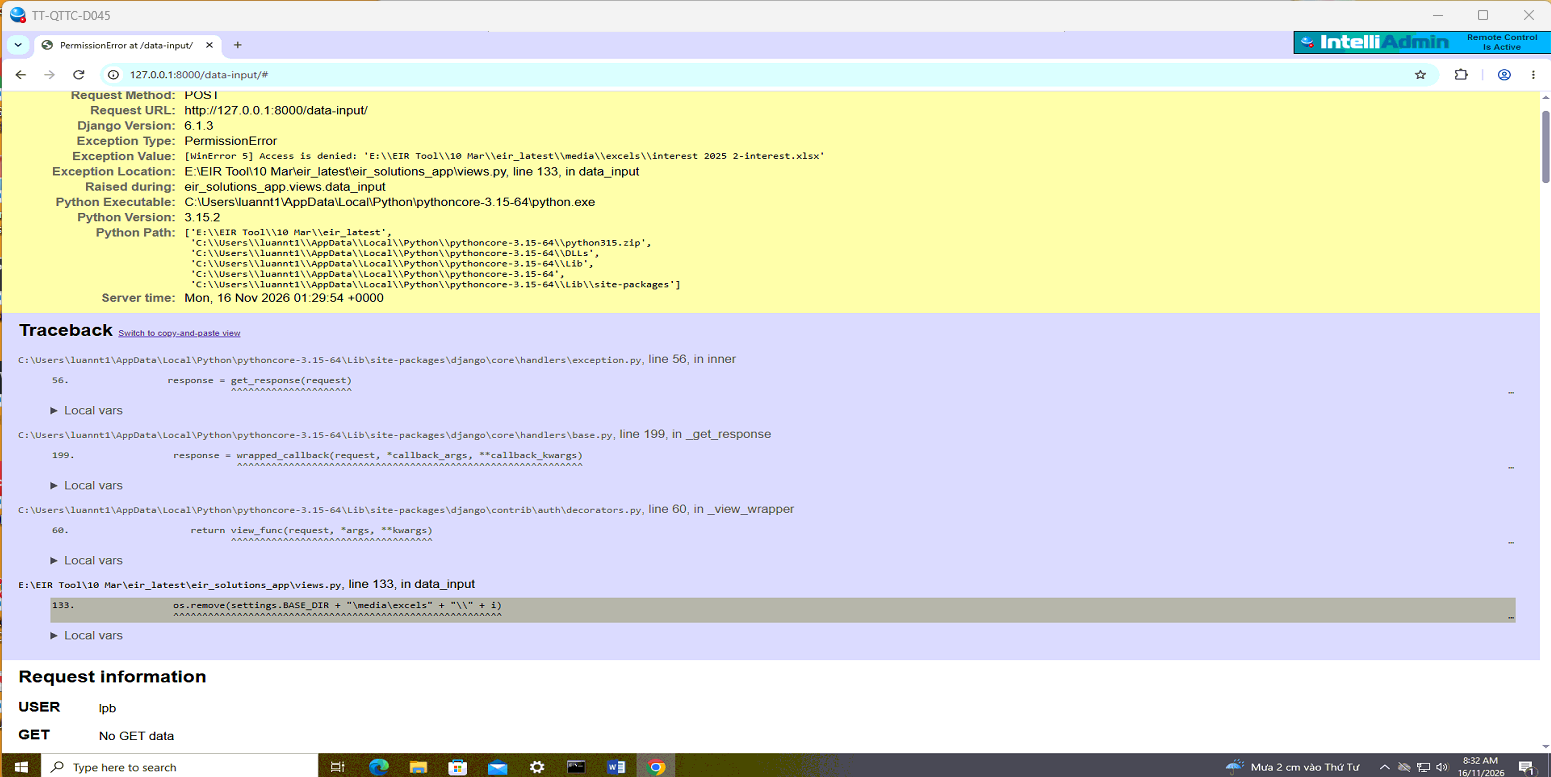 TT-QTTC-D045
PermissionError at /data-input/
IntelliAdmin Remote Control Is Active
127.0.0.1:8000/data-input/#
Request Method: POST
Request URL: http://127.0.0.1:8000/data-input/
Django Version: 6.1.3
Exception Type: PermissionError
Exception Value: [WinError 5] Access is denied: 'E:\\EIR Tool\\10 Mar\\eir_latest\\media\\excels\\interest 2025 2-interest.xlsx'
Exception Location: E:\EIR Tool\10 Mar\eir_latest\eir_solutions_app\views.py, line 133, in data_input
Raised during: eir_solutions_app.views.data_input
Python Executable: C:\Users\luannt1\AppData\Local\Python\pythoncore-3.15-64\python.exe
Python Version: 3.15.2
Python Path: ['E:\\EIR Tool\\10 Mar\\eir_latest',
'C:\\Users\\luannt1\\AppData\\Local\\Python\\pythoncore-3.15-64\\python315.zip',
'C:\\Users\\luannt1\\AppData\\Local\\Python\\pythoncore-3.15-64\\DLLs',
'C:\\Users\\luannt1\\AppData\\Local\\Python\\pythoncore-3.15-64\\Lib',
'C:\\Users\\luannt1\\AppData\\Local\\Python\\pythoncore-3.15-64',
'C:\\Users\\luannt1\\AppData\\Local\\Python\\pythoncore-3.15-64\\Lib\\site-packages']
Server time: Mon, 16 Nov 2026 01:29:54 +0000
Traceback Switch to copy-and-paste view
C:\Users\luannt1\AppData\Local\Python\pythoncore-3.15-64\Lib\site-packages\django\core\handlers\exception.py, line 56, in inner
56. response = get_response(request)
^^^^^^^^^^^^^^^^^^^^^
…
► Local vars
C:\Users\luannt1\AppData\Local\Python\pythoncore-3.15-64\Lib\site-packages\django\core\handlers\base.py, line 199, in _get_response
199. response = wrapped_callback(request, *callback_args, **callback_kwargs)
^^^^^^^^^^^^^^^^^^^^^^^^^^^^^^^^^^^^^^^^^^^^^^^^^^^^^^^^^^^^
…
► Local vars
C:\Users\luannt1\AppData\Local\Python\pythoncore-3.15-64\Lib\site-packages\django\contrib\auth\decorators.py, line 60, in _view_wrapper
60. return view_func(request, *args, **kwargs)
^^^^^^^^^^^^^^^^^^^^^^^^^^^^^^^^^^^
…
► Local vars
E:\EIR Tool\10 Mar\eir_latest\eir_solutions_app\views.py, line 133, in data_input
133. os.remove(settings.BASE_DIR + "\media\excels" + "\\" + i)
^^^^^^^^^^^^^^^^^^^^^^^^^^^^^^^^^^^^^^^^^^^^^^^^^^^^^^^^^
…
► Local vars
Request information
USER lpb
GET No GET data
Type here to search
Mưa 2 cm vào Thứ Tư
8:32 AM
16/11/2026
1